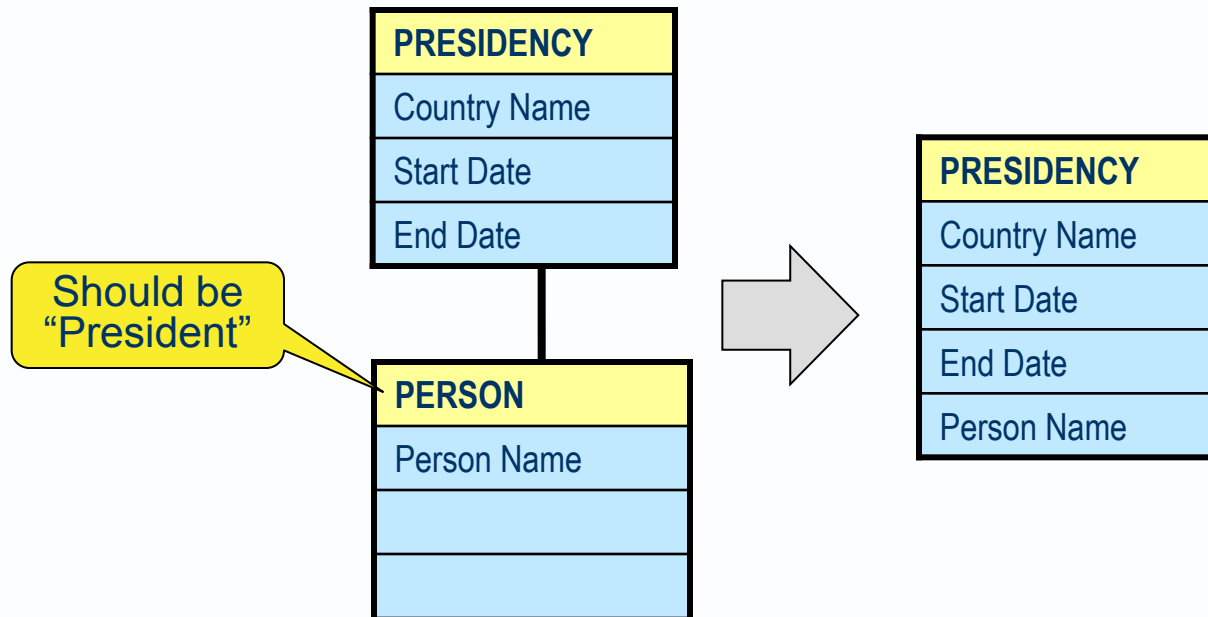 PRESIDENCY
Country Name
Start Date
End Date
Should be
“President”
PERSON
Person Name
PRESIDENCY
Country Name
Start Date
End Date
Person Name